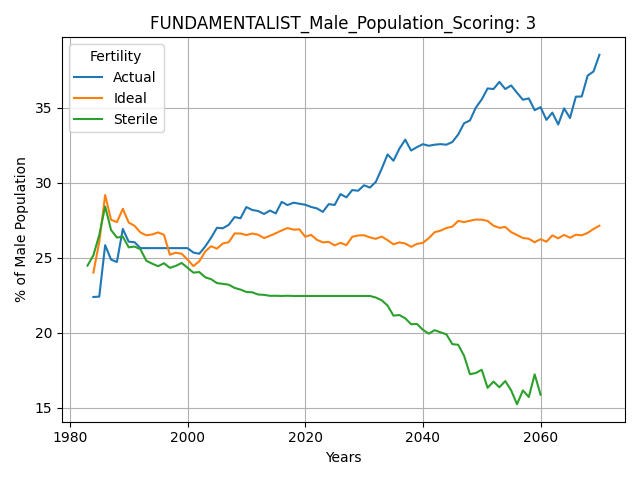 FUNDAMENTALIST_Male_Population_Scoring: 3
Fertility
Actual
Ideal
Sterile
% of Male Population
35
30
25
20
15
1980
2000
2020
2040
2060
Years